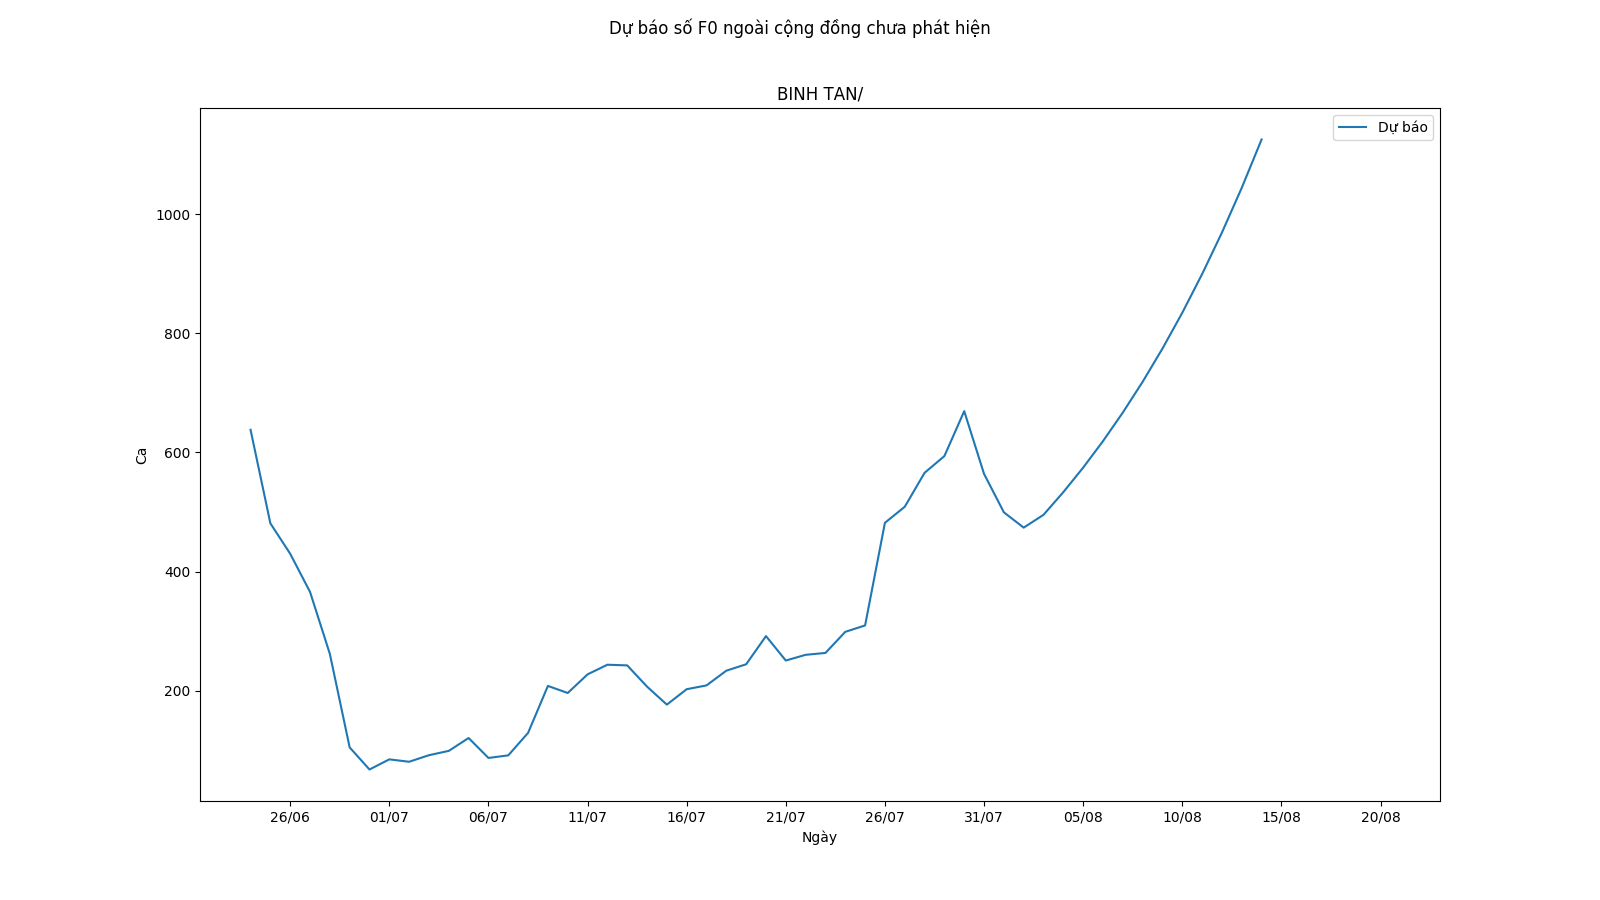 Dự báo số F0 ngoài cộng đồng chưa phát hiện
BINH TAN/
Dự báo
1000
800
600
400
200
Ca
26/06 01/07 06/07 11/07 16/07 21/07 26/07 31/07 05/08 10/08 15/08 20/08
Ngày